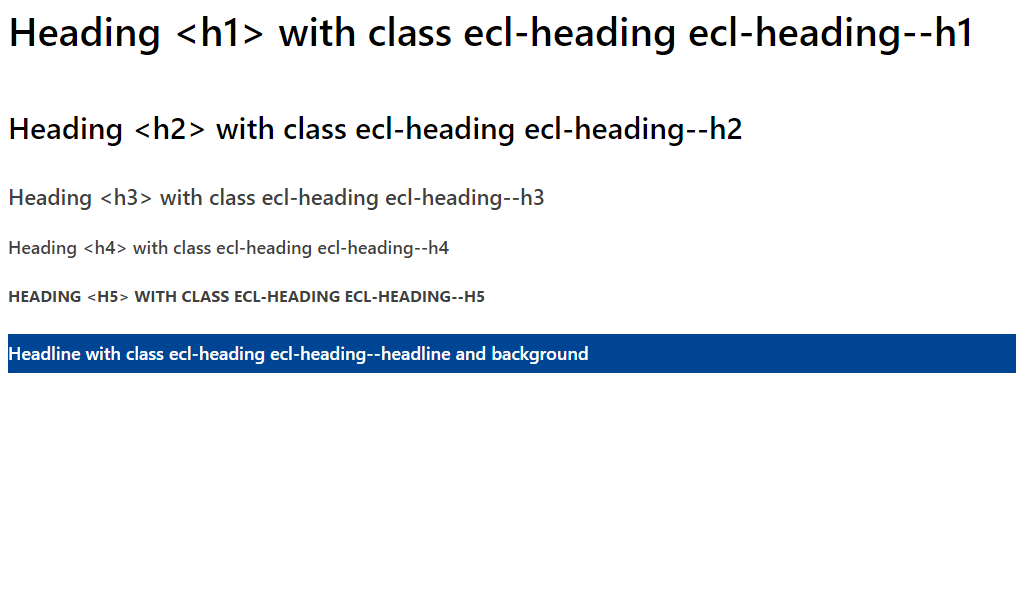 Heading <h1> with class ecl-heading ecl-heading--h1
Heading <h2> with class ecl-heading ecl-heading--h2
Heading <h3> with class ecl-heading ecl-heading--h3
Heading <h4> with class ecl-heading ecl-heading--h4
HEADING <H5> WITH CLASS ECL-HEADING ECL-HEADING--H5
Headline with class ecl-heading ecl-heading--headline and background